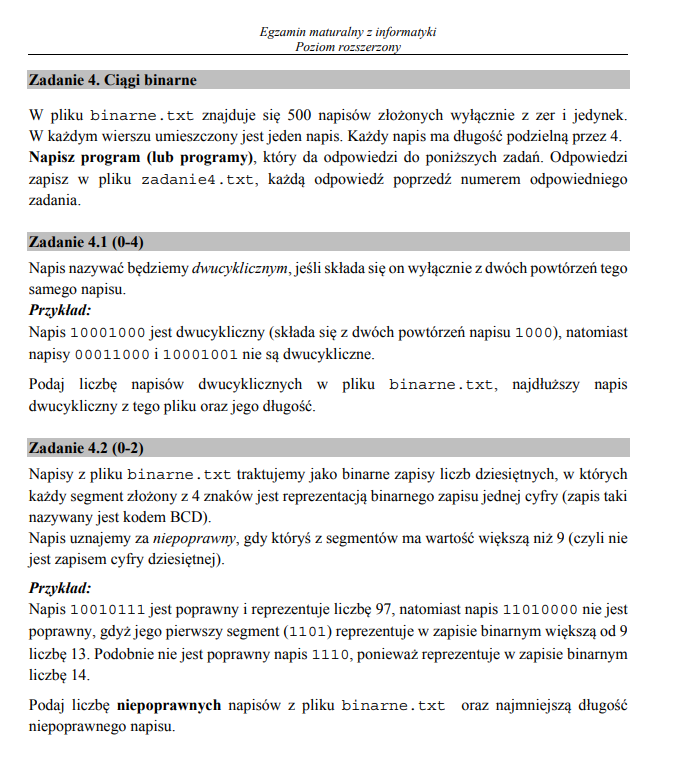 Egzamin maturalny z informatyki
Poziom rozszerzony
Zadanie 4. Ciągi binarne
W pliku binarne.txt znajduje się 500 napisów złożonych wyłącznie z zer i jedynek.
W każdym wierszu umieszczony jest jeden napis. Każdy napis ma długość podzielną przez 4.
Napisz program (lub programy), który da odpowiedzi do poniższych zadań. Odpowiedzi
zapisz w pliku zadanie4.txt, każdą odpowiedź poprzedź numerem odpowiedniego
zadania.
Zadanie 4.1 (0-4)
Napis nazywać będziemy dwucyklicznym, jeśli składa się on wyłącznie z dwóch powtórzeń tego
samego napisu.
Przykład:
Napis 10001000 jest dwucykliczny (składa się z dwóch powtórzeń napisu 1000), natomiast
napisy 00011000 i 10001001 nie są dwucykliczne.
Podaj liczbę napisów dwucyklicznych w pliku binarne.txt, najdłuższy napis
dwucykliczny z tego pliku oraz jego długość.
Zadanie 4.2 (0-2)
Napisy z pliku binarne.txt traktujemy jako binarne zapisy liczb dziesiętnych, w których
każdy segment złożony z 4 znaków jest reprezentacją binarnego zapisu jednej cyfry (zapis taki
nazywany jest kodem BCD).
Napis uznajemy za niepoprawny, gdy któryś z segmentów ma wartość większą niż 9 (czyli nie
jest zapisem cyfry dziesiętnej).
Przykład:
Napis 10010111 jest poprawny i reprezentuje liczbę 97, natomiast napis 11010000 nie jest
poprawny, gdyż jego pierwszy segment (1101) reprezentuje w zapisie binarnym większą od 9
liczbę 13. Podobnie nie jest poprawny napis 1110, ponieważ reprezentuje w zapisie binarnym
liczbę 14.
Podaj liczbę niepoprawnych napisów z pliku binarne.txt oraz najmniejszą długość
niepoprawnego napisu.